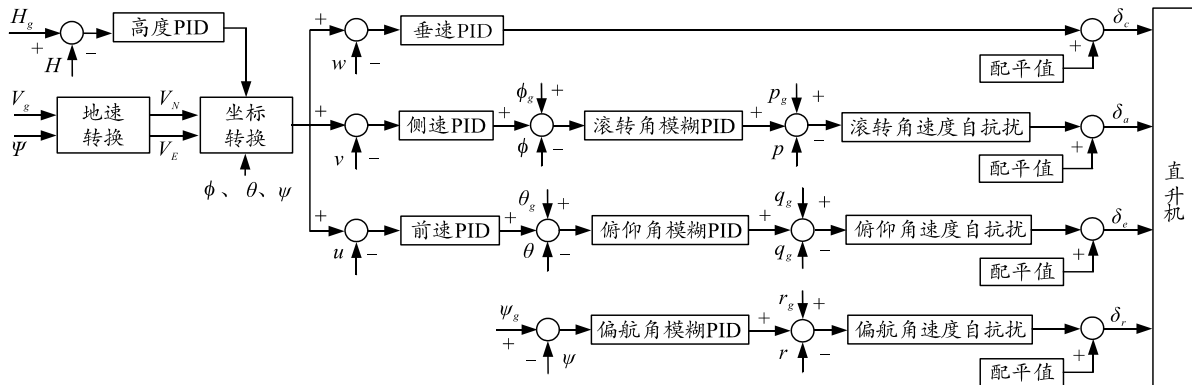 H_g
+
−
H
高度PID
V_g
Ψ
地速
转换
V_N
V_E
坐标
转换
ϕ、θ、ψ
+
w
−
垂速PID
+
配平值
δ_c
+
v
−
侧速PID
+
ϕ_g
+
ϕ
−
滚转角模糊PID
+
p_g
+
p
−
滚转角速度自抗扰
+
配平值
δ_a
+
u
−
前速PID
+
θ_g
+
θ
−
俯仰角模糊PID
+
q_g
+
q_g
−
俯仰角速度自抗扰
+
配平值
δ_e
ψ_g
+
−
ψ
偏航角模糊PID
+
r_g
+
r
−
偏航角速度自抗扰
+
配平值
δ_r
直
升
机